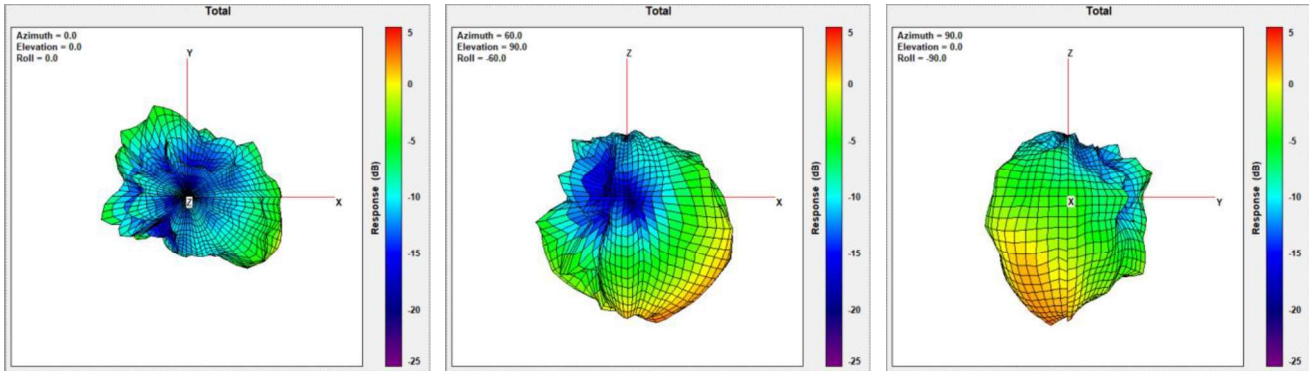 Total
Azimuth = 0.0
Elevation = 0.0
Roll = 0.0
Y
Z
X
Response (dB)
5
0
-5
-10
-15
-20
-25
Total
Azimuth = 60.0
Elevation = 90.0
Roll = -60.0
Z
X
Response (dB)
5
0
-5
-10
-15
-20
-25
Total
Azimuth = 90.0
Elevation = 0.0
Roll = -90.0
Z
X
Y
Response (dB)
5
0
-5
-10
-15
-20
-25